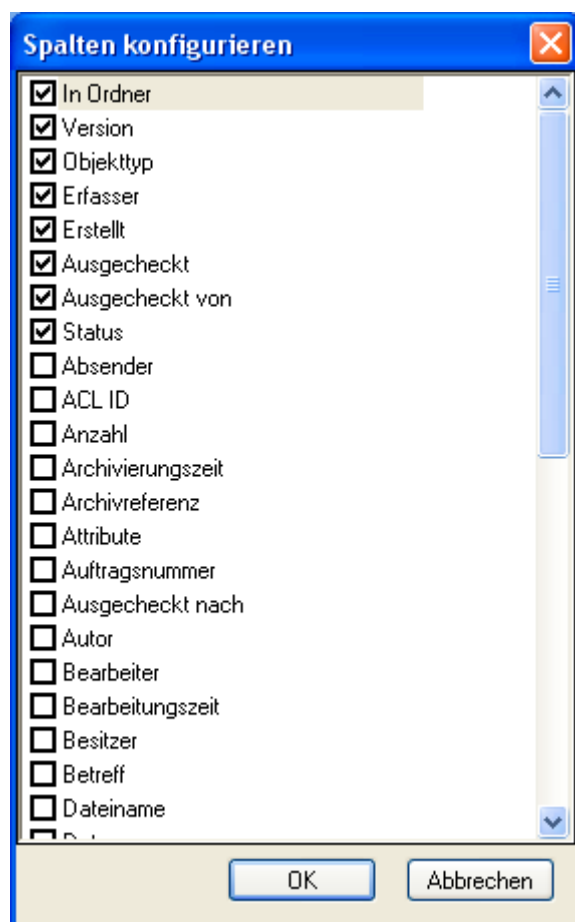 Spalten konfigurieren
In Ordner
Version
Objekttyp
Erfasser
Erstellt
Ausgecheckt
Ausgecheckt von
Status
Absender
ACL ID
Anzahl
Archivierungszeit
Archivreferenz
Attribute
Auftragsnummer
Ausgecheckt nach
Autor
Bearbeiter
Bearbeitungszeit
Besitzer
Betreff
Dateiname
OK
Abbrechen